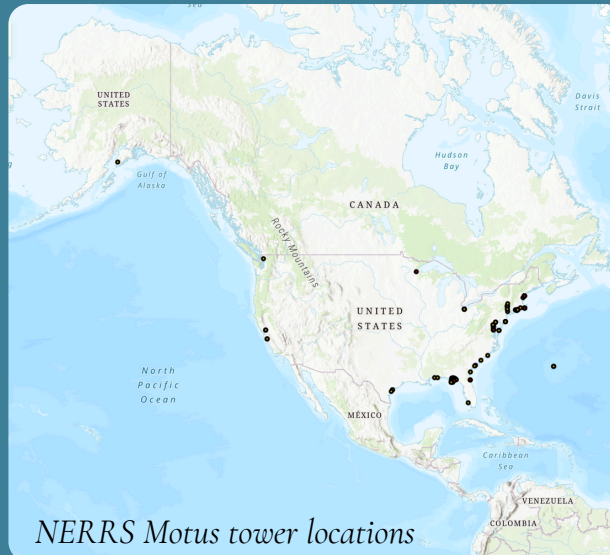 sea
UNITED
STATES
Davis
Strait
Gulf of
Alaska
Hudson
Bay
CANADA
Rocky Mountains
UNITED
STATES
North
Pacific
Ocean
MÉXICO
Caribbean
Sea
VENEZUELA
COLOMBIA
NERRS Motus tower locations